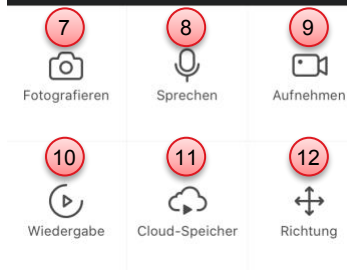 7 8 9
Fotografieren Sprechen Aufnehmen
10 11 12
Wiedergabe Cloud-Speicher Richtung